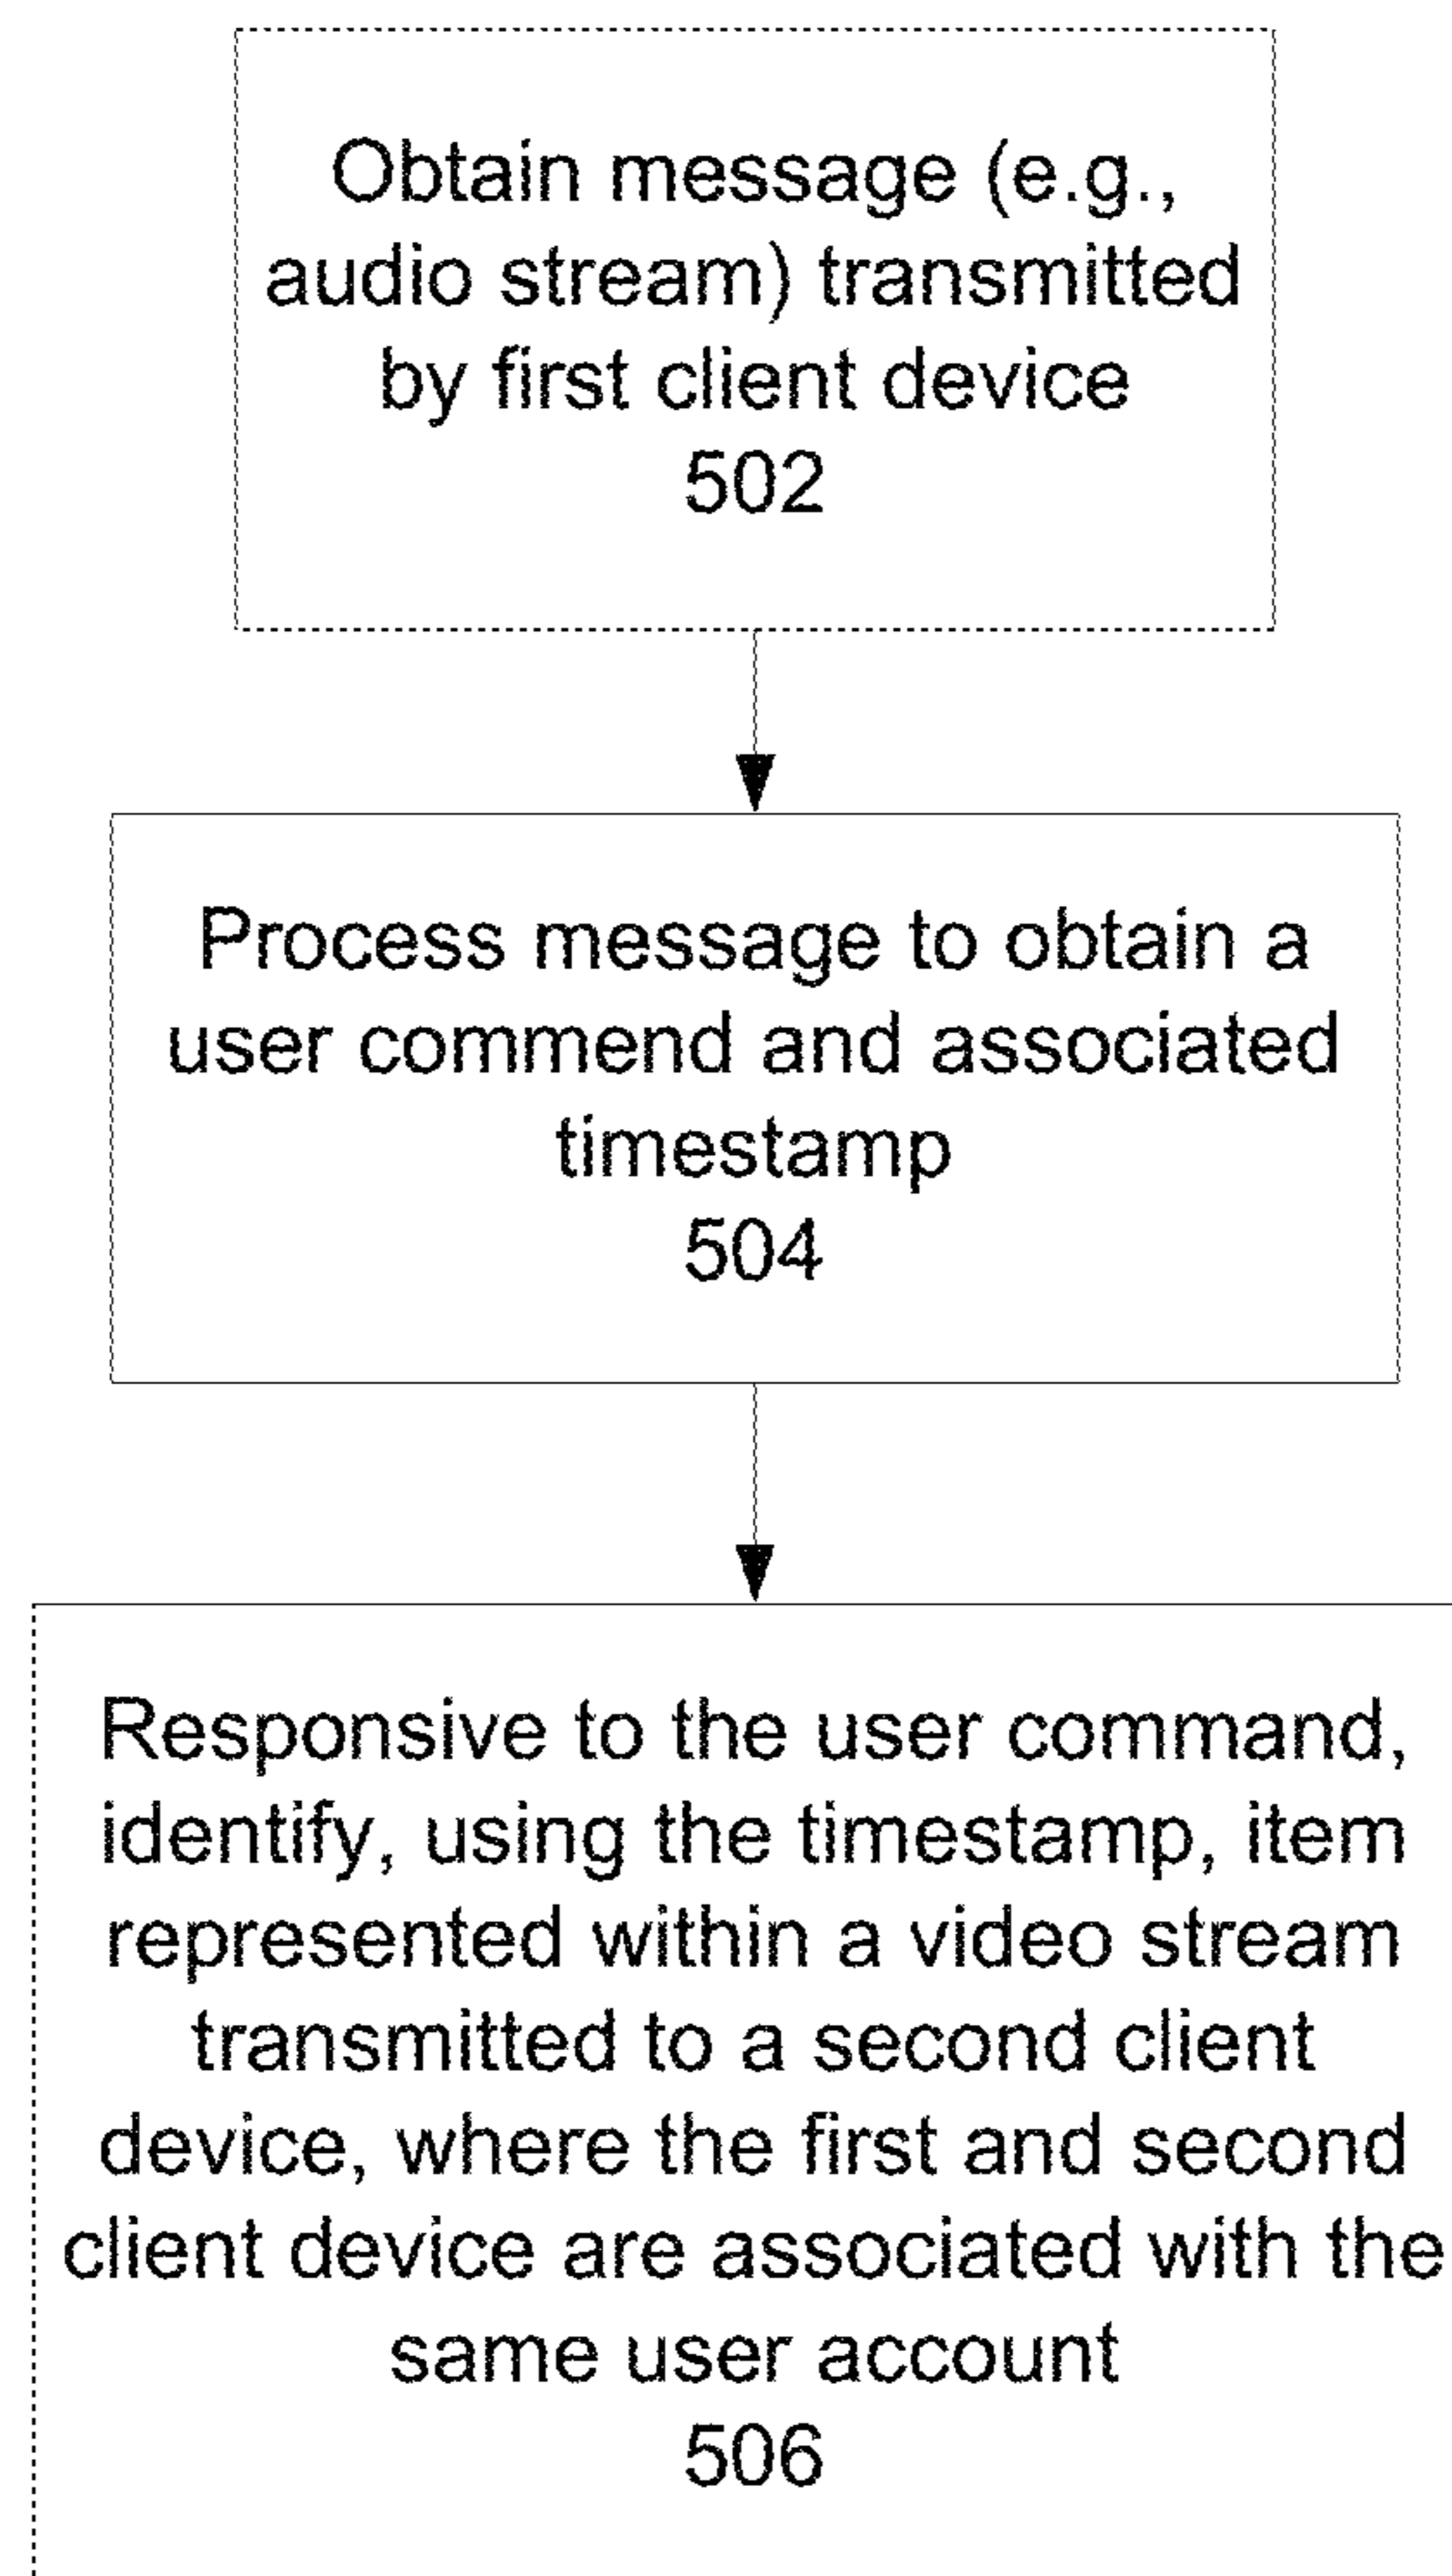 Obtain message (e.g.,
audio stream) transmitted
by first client device
502
Process message to obtain a
user commend and associated
timestamp
504
Responsive to the user command,
identify, using the timestamp, item
represented within a video stream
transmitted to a second client
device, where the first and second
client device are associated with the
same user account
506